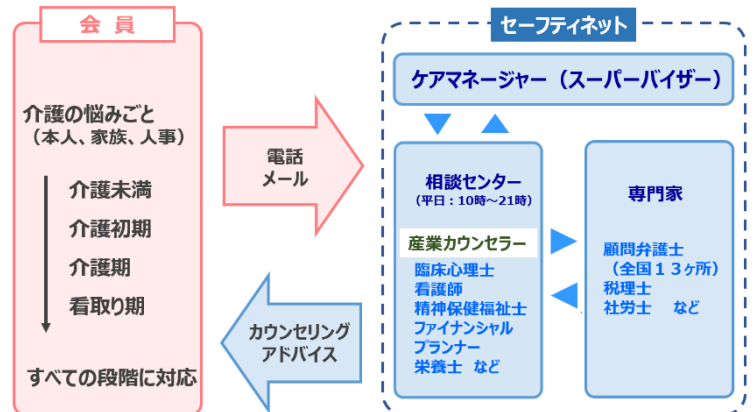 会 員
介護の悩みごと
（本人、家族、人事）
介護未満
介護初期
介護期
看取り期
すべての段階に対応
電話
メール
カウンセリング
アドバイス
セーフティネット
ケアマネージャー（スーパーバイザー）
相談センター
（平日：10時～21時）
産業カウンセラー
臨床心理士
看護師
精神保健福祉士
ファイナンシャル
プランナー
栄養士 など
専門家
顧問弁護士
（全国１３ヶ所）
税理士
社労士 など